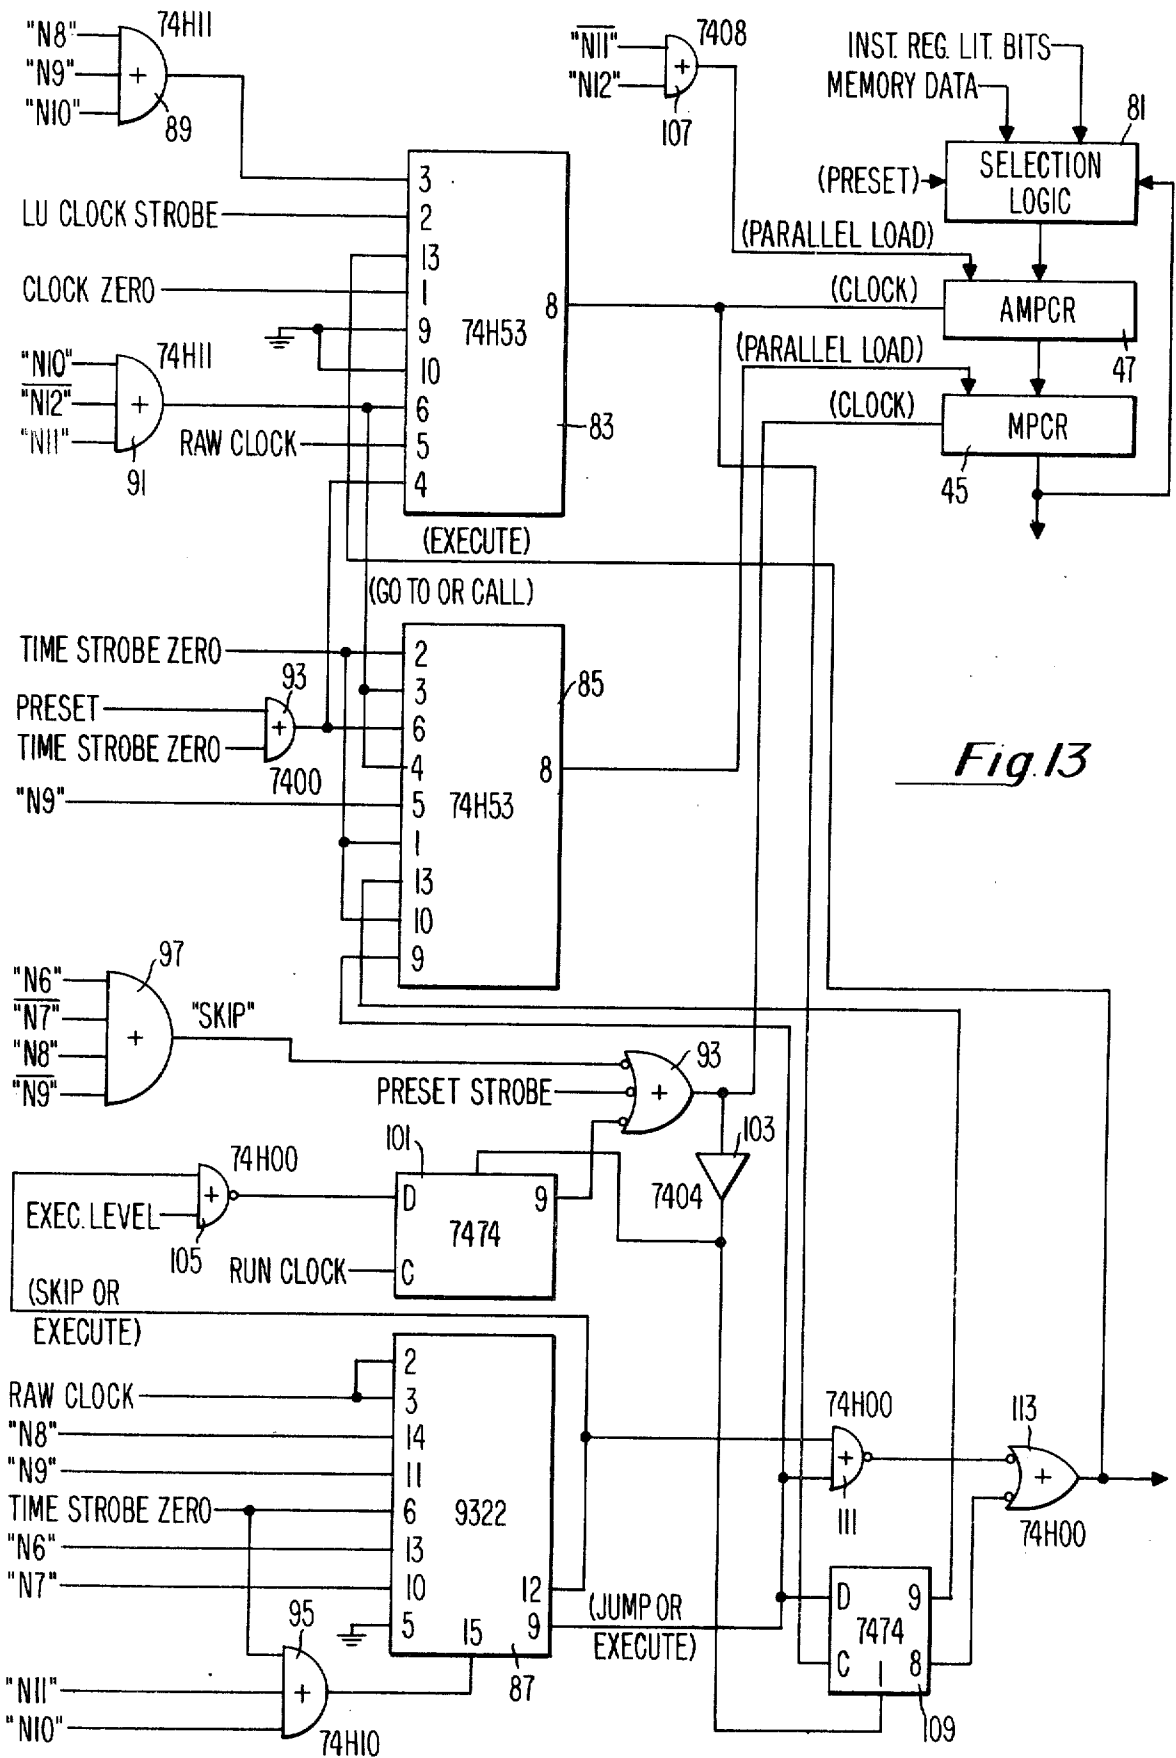 "N8"
"N9"
"N10"
74H11
89
"N̅1̅1̅"
"N12"
7408
107
INST. REG. LIT. BITS
MEMORY DATA
81
(PRESET)
SELECTION
LOGIC
(PARALLEL LOAD)
(CLOCK)
AMPCR
47
(PARALLEL LOAD)
(CLOCK)
MPCR
45
LU CLOCK STROBE
CLOCK ZERO
"N10"
"N̅1̅2̅"
"N11"
74H11
91
RAW CLOCK
3
2
13
1
9
10
6
5
4
8
74H53
83
(EXECUTE)
(GO TO OR CALL)
TIME STROBE ZERO
PRESET
TIME STROBE ZERO
93
7400
"N9"
2
3
6
4
5
1
13
10
9
8
74H53
85
Fig. 13
"N6"
"N̅7̅"
"N8"
"N̅9̅"
97
"SKIP"
PRESET STROBE
93
103
7404
101
74H00
EXEC. LEVEL
105
RUN CLOCK
D
9
7474
C
(SKIP OR
EXECUTE)
RAW CLOCK
"N8"
"N9"
TIME STROBE ZERO
"N6"
"N7"
2
3
14
11
6
13
10
5
9322
12
9
15
87
95
"N11"
"N10"
74H10
(JUMP OR
EXECUTE)
74H00
111
113
74H00
D
9
7474
C
1
8
109